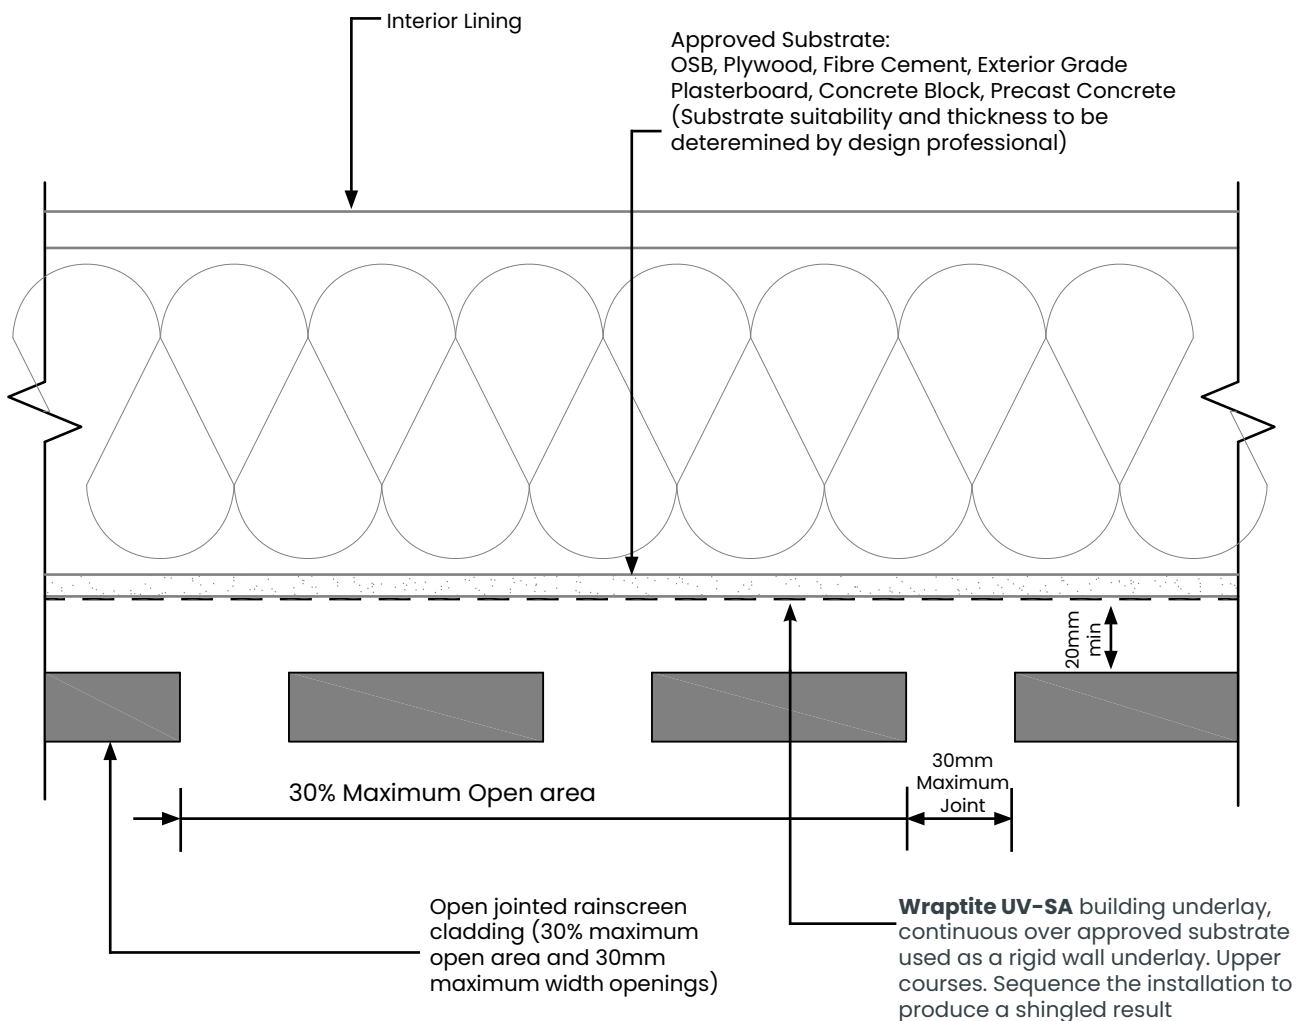 Interior Lining
Approved Substrate:
OSB, Plywood, Fibre Cement, Exterior Grade
Plasterboard, Concrete Block, Precast Concrete
(Substrate suitability and thickness to be
deteremined by design professional)
20mm
min
30mm
Maximum
Joint
30% Maximum Open area
Open jointed rainscreen
cladding (30% maximum
open area and 30mm
maximum width openings)
Wraptite UV-SA building underlay,
continuous over approved substrate
used as a rigid wall underlay. Upper
courses. Sequence the installation to
produce a shingled result